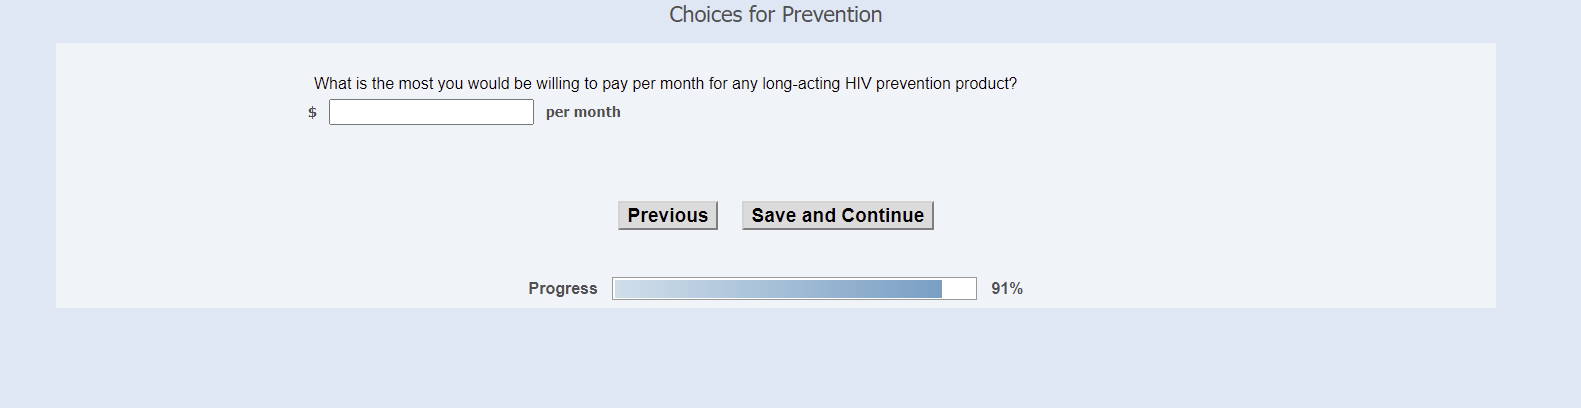 Choices for Prevention
What is the most you would be willing to pay per month for any long-acting HIV prevention product?
$ per month
Previous Save and Continue
Progress 91%